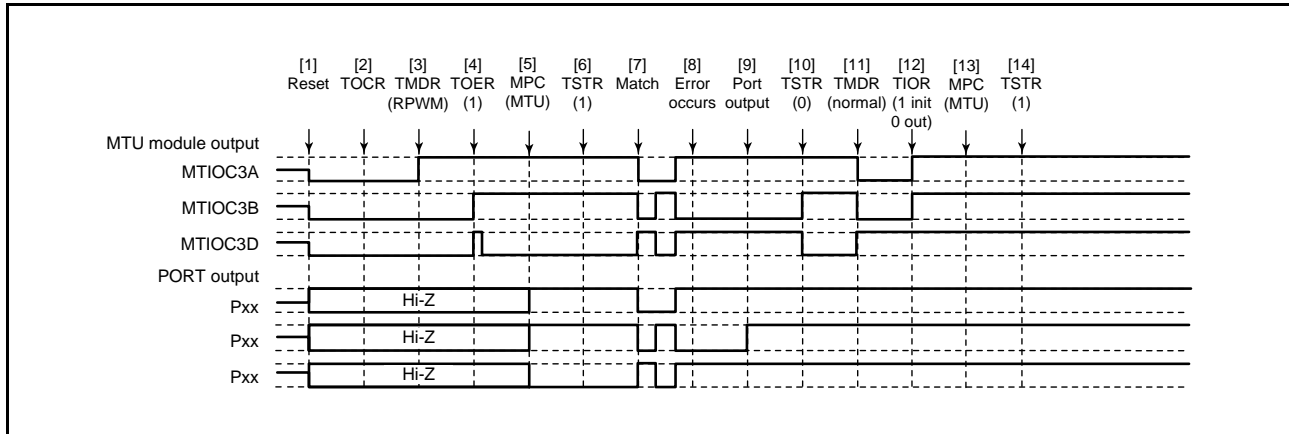 [1] [2] [3] [4] [5] [6] [7] [8] [9] [10] [11] [12] [13] [14]
Reset TOCR TMDR TOER MPC TSTR Match Error Port TSTR TMDR TIOR MPC TSTR
(RPWM) (1) (MTU) (1) occurs output (0) (normal) (1 init (MTU) (1)
0 out)
MTU module output
MTIOC3A
MTIOC3B
MTIOC3D
PORT output
Pxx Hi-Z
Pxx Hi-Z
Pxx Hi-Z